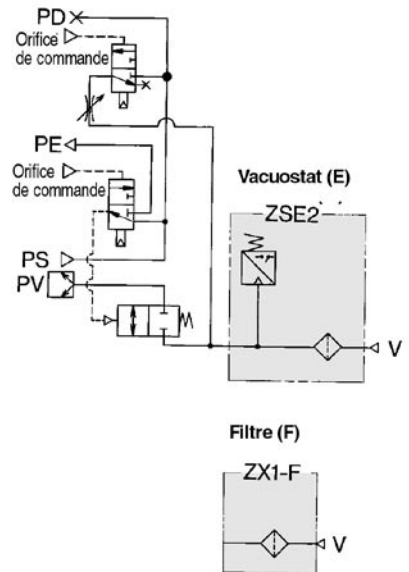 PD
Orifice
de commande
PE
Orifice
de commande
Vacuostat (E)
ZSE2
PS
PV
V
Filtre (F)
ZX1-F
V